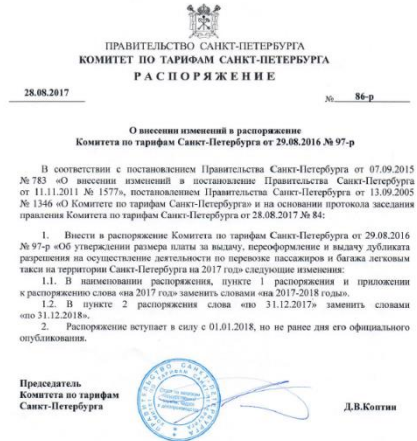 ПРАВИТЕЛЬСТВО САНКТ-ПЕТЕРБУРГА
КОМИТЕТ ПО ТАРИФАМ САНКТ-ПЕТЕРБУРГА
РАСПОРЯЖЕНИЕ
28.08.2017 № 86-р
О внесении изменений в распоряжение
Комитета по тарифам Санкт-Петербурга от 29.08.2016 № 97-р
В соответствии с постановлением Правительства Санкт-Петербурга от 07.09.2015
№ 783 «О внесении изменений в постановление Правительства Санкт-Петербурга
от 11.11.2011 № 1577», постановлением Правительства Санкт-Петербурга от 13.09.2005
№ 1346 «О Комитете по тарифам Санкт-Петербурга» и на основании протокола заседания
правления Комитета по тарифам Санкт-Петербурга от 28.08.2017 № 84:
1. Внести в распоряжение Комитета по тарифам Санкт-Петербурга от 29.08.2016
№ 97-р «Об утверждении размера платы за выдачу, переоформление и выдачу дубликата
разрешения на осуществление деятельности по перевозке пассажиров и багажа легковым
такси на территории Санкт-Петербурга на 2017 год» следующие изменения:
1.1. В наименовании распоряжения, пункте 1 распоряжения и приложении
к распоряжению слова «на 2017 год» заменить словами «на 2017-2018 годы».
1.2. В пункте 2 распоряжения слова «по 31.12.2017» заменить словами
«по 31.12.2018».
2. Распоряжение вступает в силу с 01.01.2018, но не ранее дня его официального
опубликования.
Председатель
Комитета по тарифам
Санкт-Петербурга Д.В.Коптин